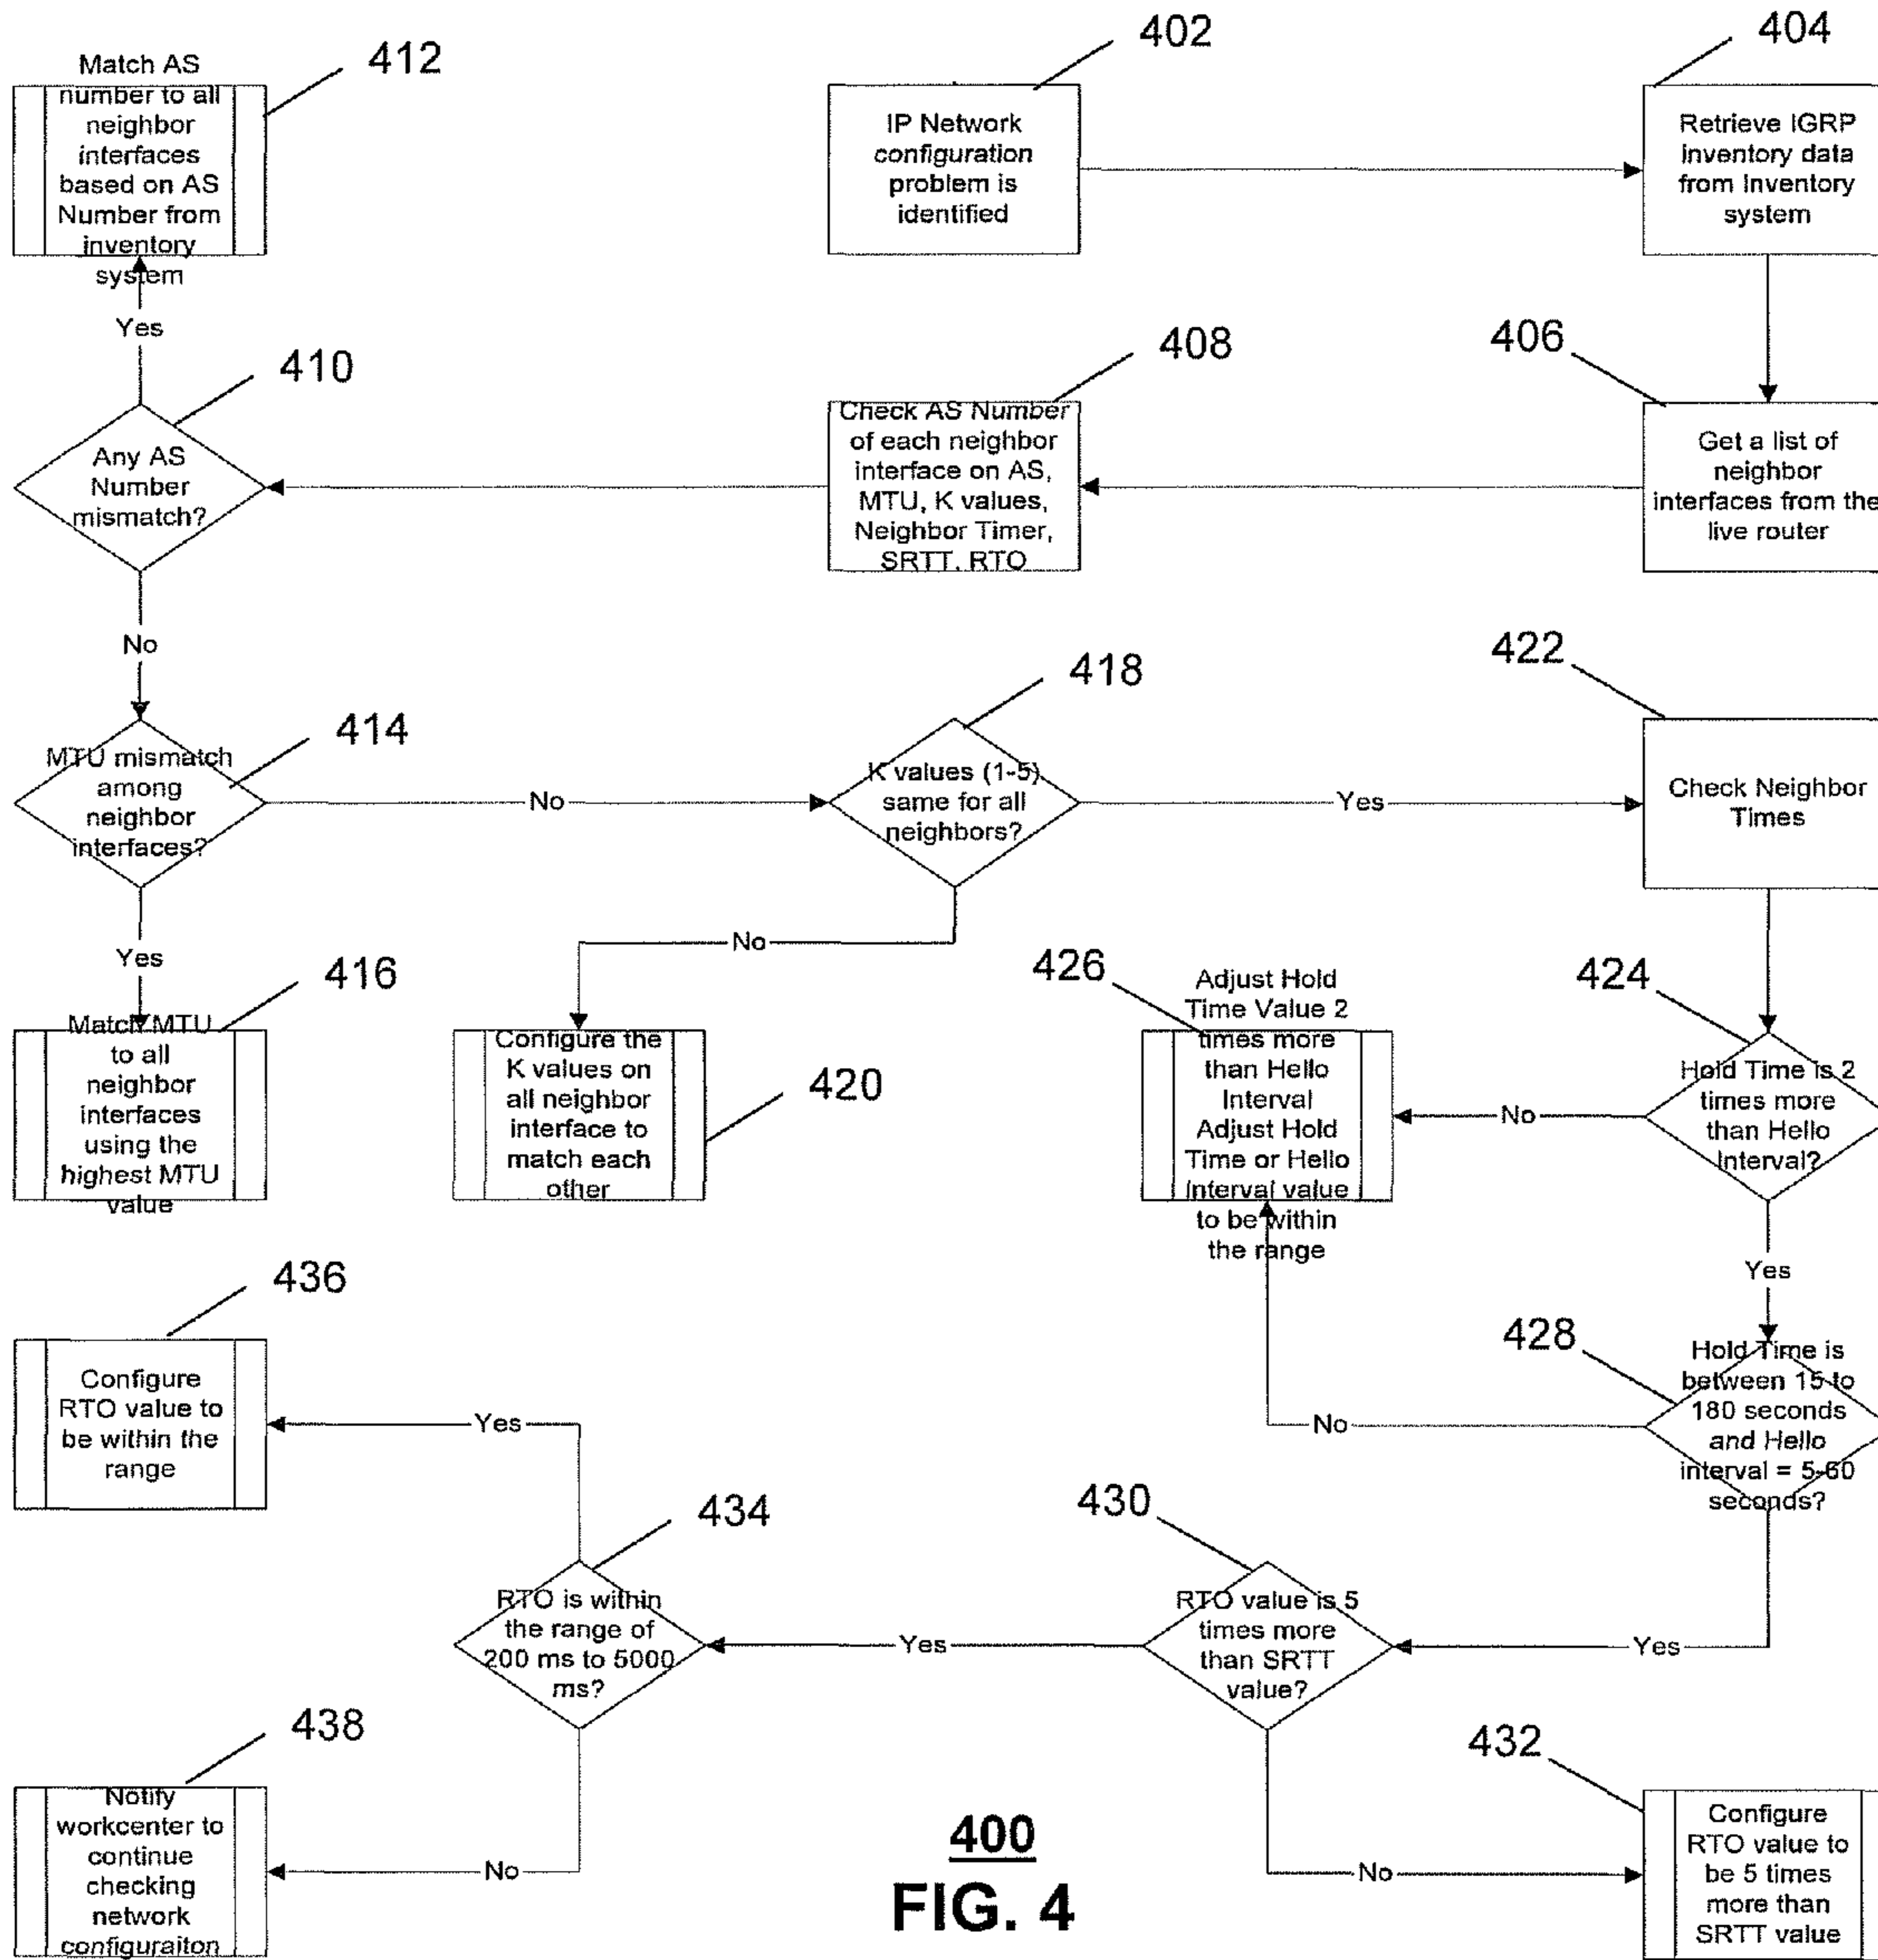 412
Match AS
number to all
neighbor
interfaces
based on AS
Number from
inventory
system
402
IP Network
configuration
problem is
identified
404
Retrieve IGRP
inventory data
from Inventory
system
Yes
410
Any AS
Number
mismatch?
408
Check AS Number
of each neighbor
interface on AS,
MTU, K values,
Neighbor Timer,
SRTT, RTO
406
Get a list of
neighbor
interfaces from the
live router
No
414
MTU mismatch
among
neighbor
interfaces?
No
418
K values (1-5)
same for all
neighbors?
Yes
422
Check Neighbor
Times
Yes
416
Match MTU
to all
neighbor
interfaces
using the
highest MTU
value
No
420
Configure the
K values on
all neighbor
interface to
match each
other
426
Adjust Hold
Time Value 2
times more
than Hello
Interval
Adjust Hold
Time or Hello
Interval value
to be within
the range
No
424
Hold Time is 2
times more
than Hello
Interval?
Yes
436
Configure
RTO value to
be within the
range
Yes
428
Hold Time is
between 15 to
180 seconds
and Hello
interval = 5-60
seconds?
No
434
RTO is within
the range of
200 ms to 5000
ms?
Yes
430
RTO value is 5
times more
than SRTT
value?
Yes
438
Notify
workcenter to
continue
checking
network
configuraiton
No
432
Configure
RTO value to
be 5 times
more than
SRTT value
No
400
FIG. 4